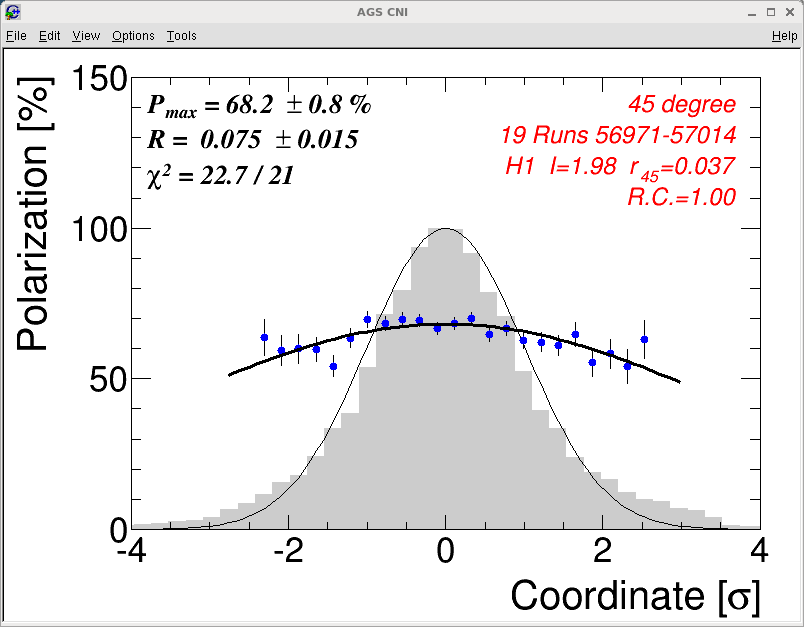 AGS CNI
File Edit View Options Tools Help
Polarization [%]
150
100
50
0
P_max = 68.2 ± 0.8 %
R = 0.075 ± 0.015
χ² = 22.7 / 21
45 degree
19 Runs 56971-57014
H1 I=1.98 r_45=0.037
R.C.=1.00
-4 -2 0 2 4
Coordinate [σ]